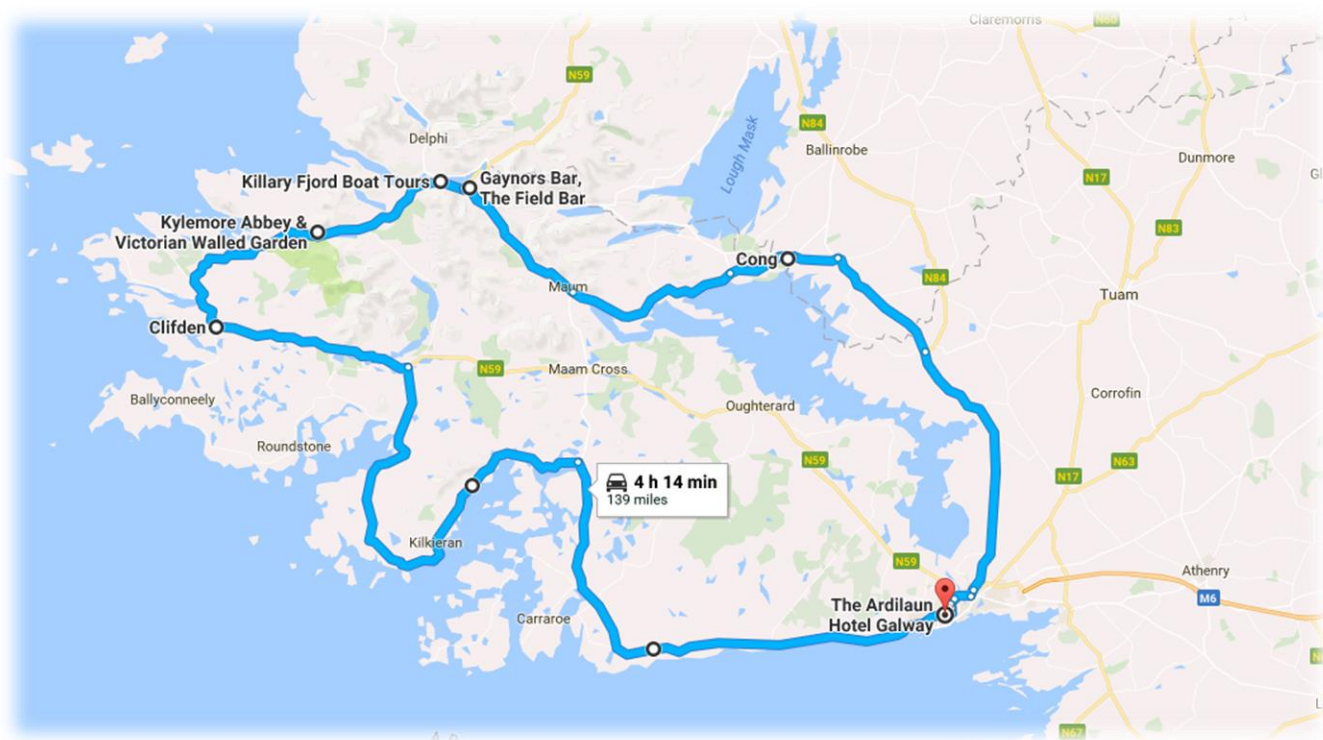 Claremorris
N60
N59
N84
Lough Mask
Ballinrobe
Dunmore
Delphi
N17
Killary Fjord Boat Tours
Gaynors Bar,
The Field Bar
Kylemore Abbey &
Victorian Walled Garden
N83
Cong
N84
Tuam
Maum
Clifden
N59
Maam Cross
Ballyconneely
Oughterard
Corrofin
Roundstone
N59
N63
N17
4 h 14 min
139 miles
Kilkieran
N59
Athenry
M6
The Ardilaun
Hotel Galway
Carraroe
N67